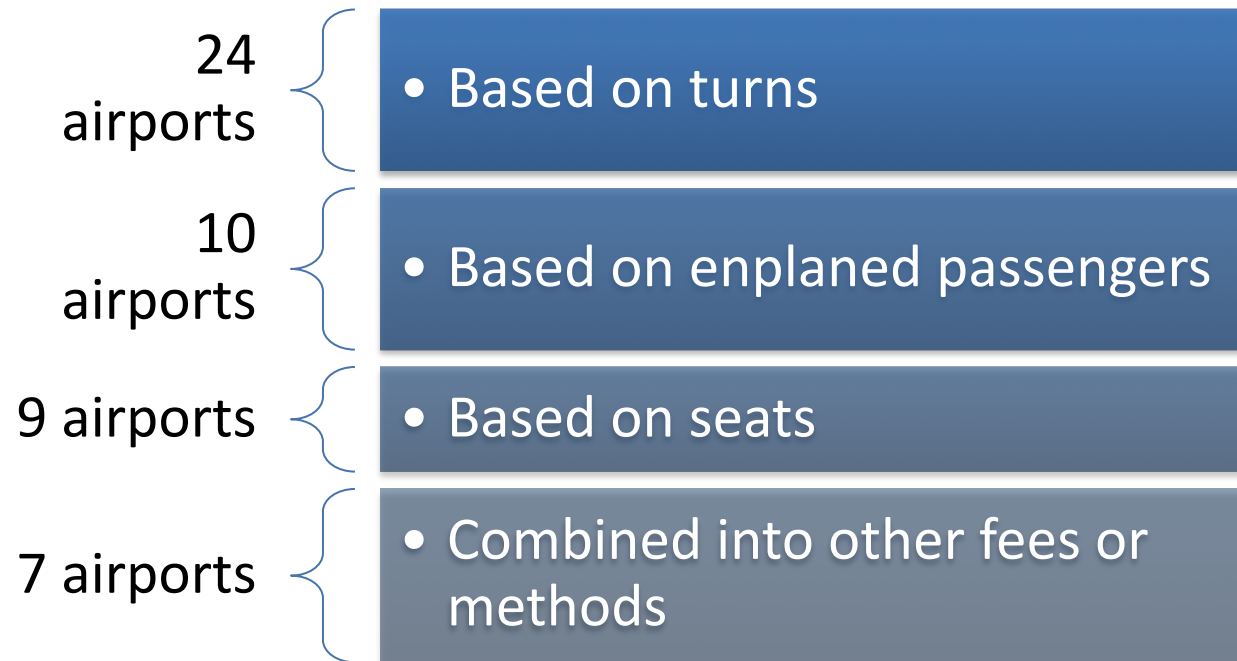 24
airports
• Based on turns
10
airports
• Based on enplaned passengers
9 airports
• Based on seats
7 airports
• Combined into other fees or
methods